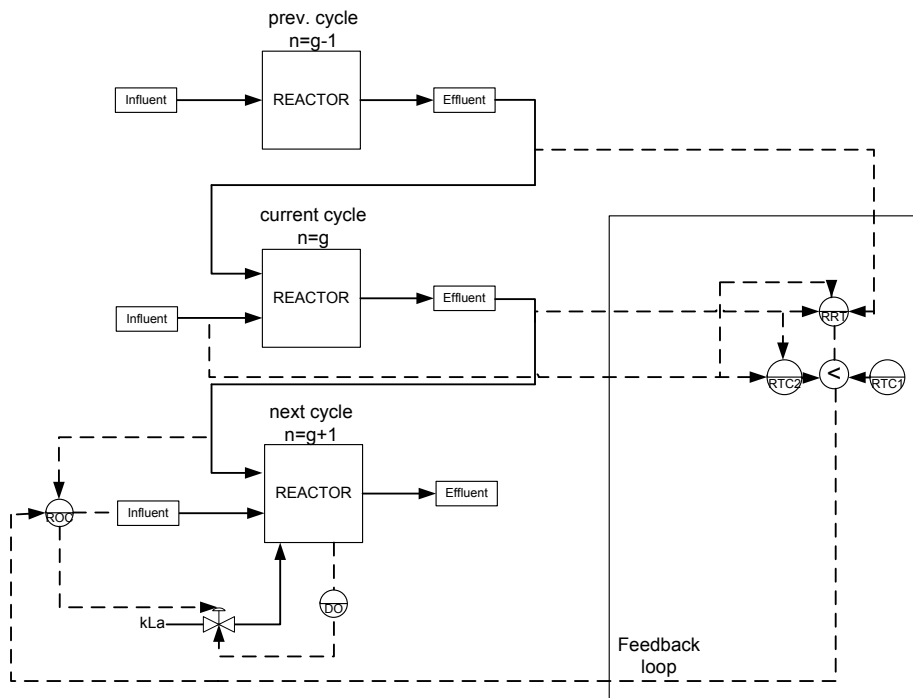 prev. cycle
n=g-1
Influent
REACTOR
Effluent
current cycle
n=g
REACTOR
Effluent
Influent
RRT
RTC2
<
RTC1
next cycle
n=g+1
REACTOR
Effluent
ROC
Influent
DO
kLa
Feedback
loop